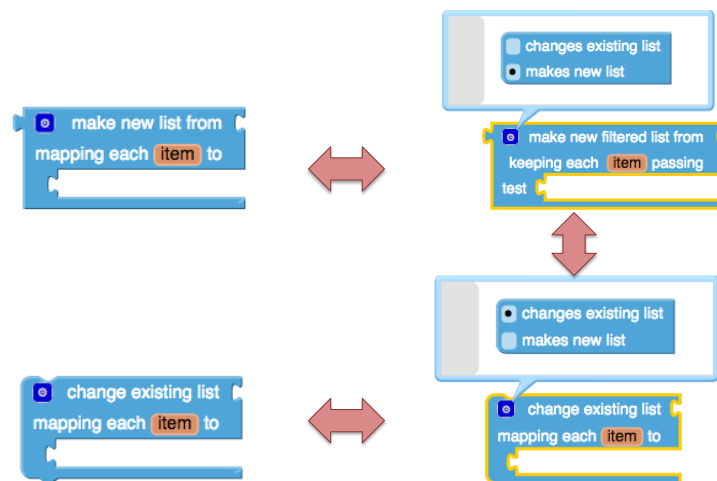 changes existing list
makes new list
make new list from
mapping each item to
make new filtered list from
keeping each item passing
test
changes existing list
makes new list
change existing list
mapping each item to
change existing list
mapping each item to